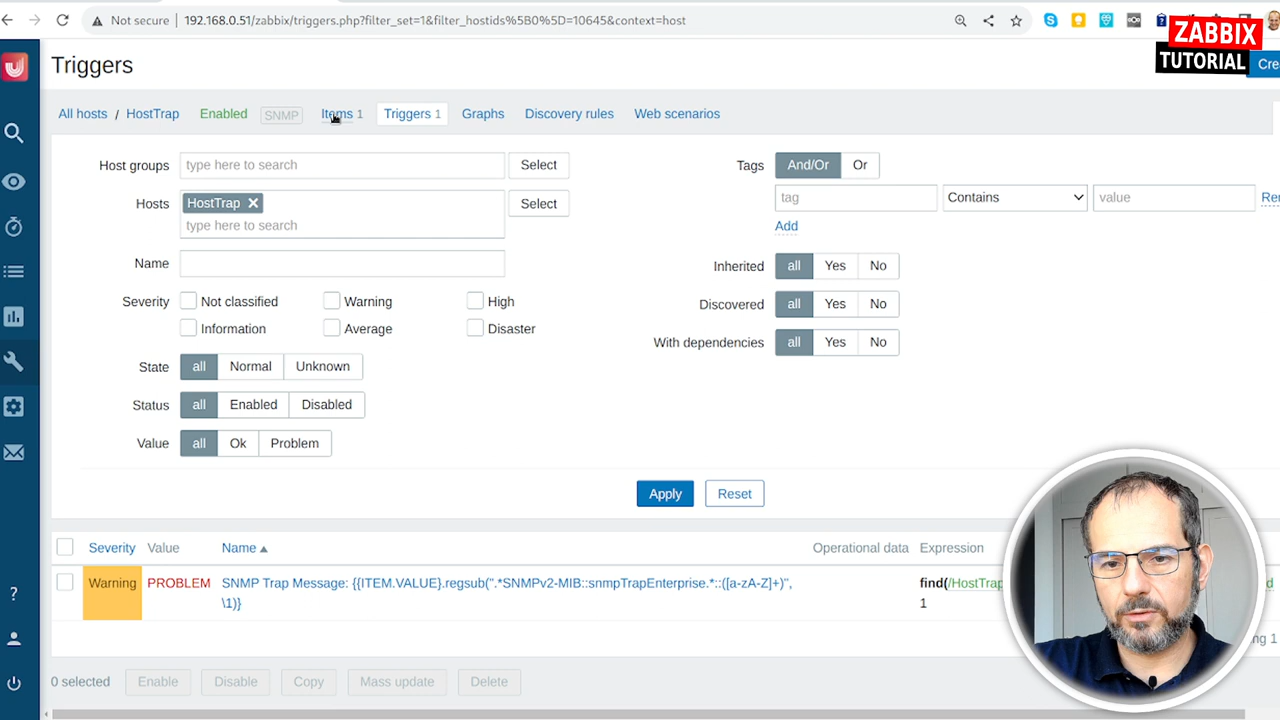 Not secure 192.168.0.51/zabbix/triggers.php?filter_set=1&filter_hostids%5B0%5D=10645&context=host
ZABBIX
TUTORIAL
Triggers
Cre
All hosts / HostTrap Enabled SNMP Items 1 Triggers 1 Graphs Discovery rules Web scenarios
Host groups type here to search Select
Tags And/Or Or
Hosts HostTrap Select
type here to search
tag Contains value Rer
Add
Name
Inherited all Yes No
Severity Not classified Warning High
Information Average Disaster
Discovered all Yes No
With dependencies all Yes No
State all Normal Unknown
Status all Enabled Disabled
Value all Ok Problem
Apply Reset
Severity Value Name Operational data Expression
Warning PROBLEM SNMP Trap Message: {{ITEM.VALUE}.regsub(".*SNMPv2-MIB::snmpTrapEnterprise.*::([a-zA-Z]+)", find(/HostTrap
\1)} 1
ng 1
0 selected Enable Disable Copy Mass update Delete